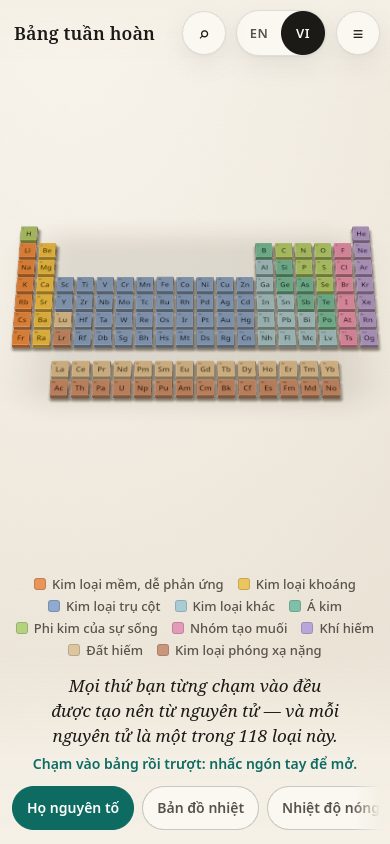 Bảng tuần hoàn
EN VI
H He
Li Be B C N O F Ne
Na Mg Al Si P S Cl Ar
K Ca Sc Ti V Cr Mn Fe Co Ni Cu Zn Ga Ge As Se Br Kr
Rb Sr Y Zr Nb Mo Tc Ru Rh Pd Ag Cd In Sn Sb Te I Xe
Cs Ba Lu Hf Ta W Re Os Ir Pt Au Hg Tl Pb Bi Po At Rn
Fr Ra Lr Rf Db Sg Bh Hs Mt Ds Rg Cn Nh Fl Mc Lv Ts Og
La Ce Pr Nd Pm Sm Eu Gd Tb Dy Ho Er Tm Yb
Ac Th Pa U Np Pu Am Cm Bk Cf Es Fm Md No
Kim loại mềm, dễ phản ứng Kim loại khoáng
Kim loại trụ cột Kim loại khác Á kim
Phi kim của sự sống Nhóm tạo muối Khí hiếm
Đất hiếm Kim loại phóng xạ nặng
Mọi thứ bạn từng chạm vào đều
được tạo nên từ nguyên tử — và mỗi
nguyên tử là một trong 118 loại này.
Chạm vào bảng rồi trượt: nhấc ngón tay để mở.
Họ nguyên tố Bản đồ nhiệt Nhiệt độ nóng